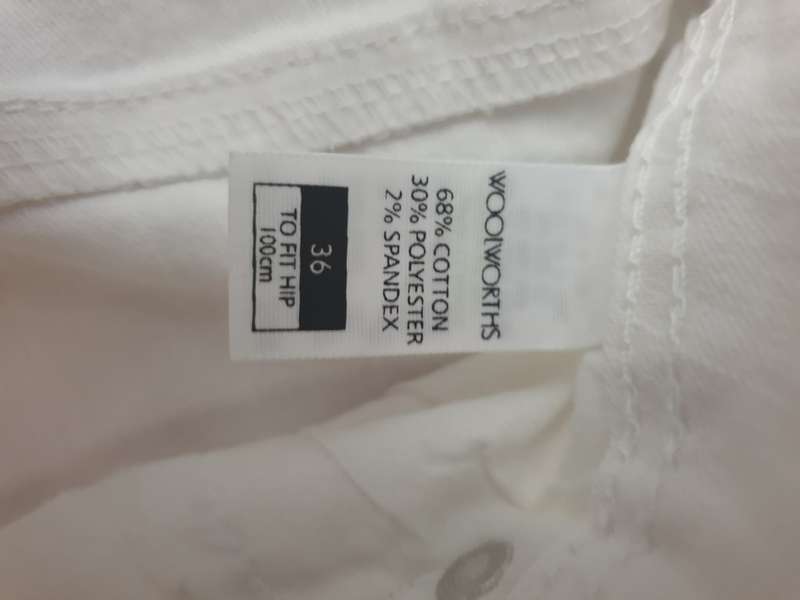 WOOLWORTHS
68% COTTON
30% POLYESTER
2% SPANDEX
36
TO FIT HIP
100cm